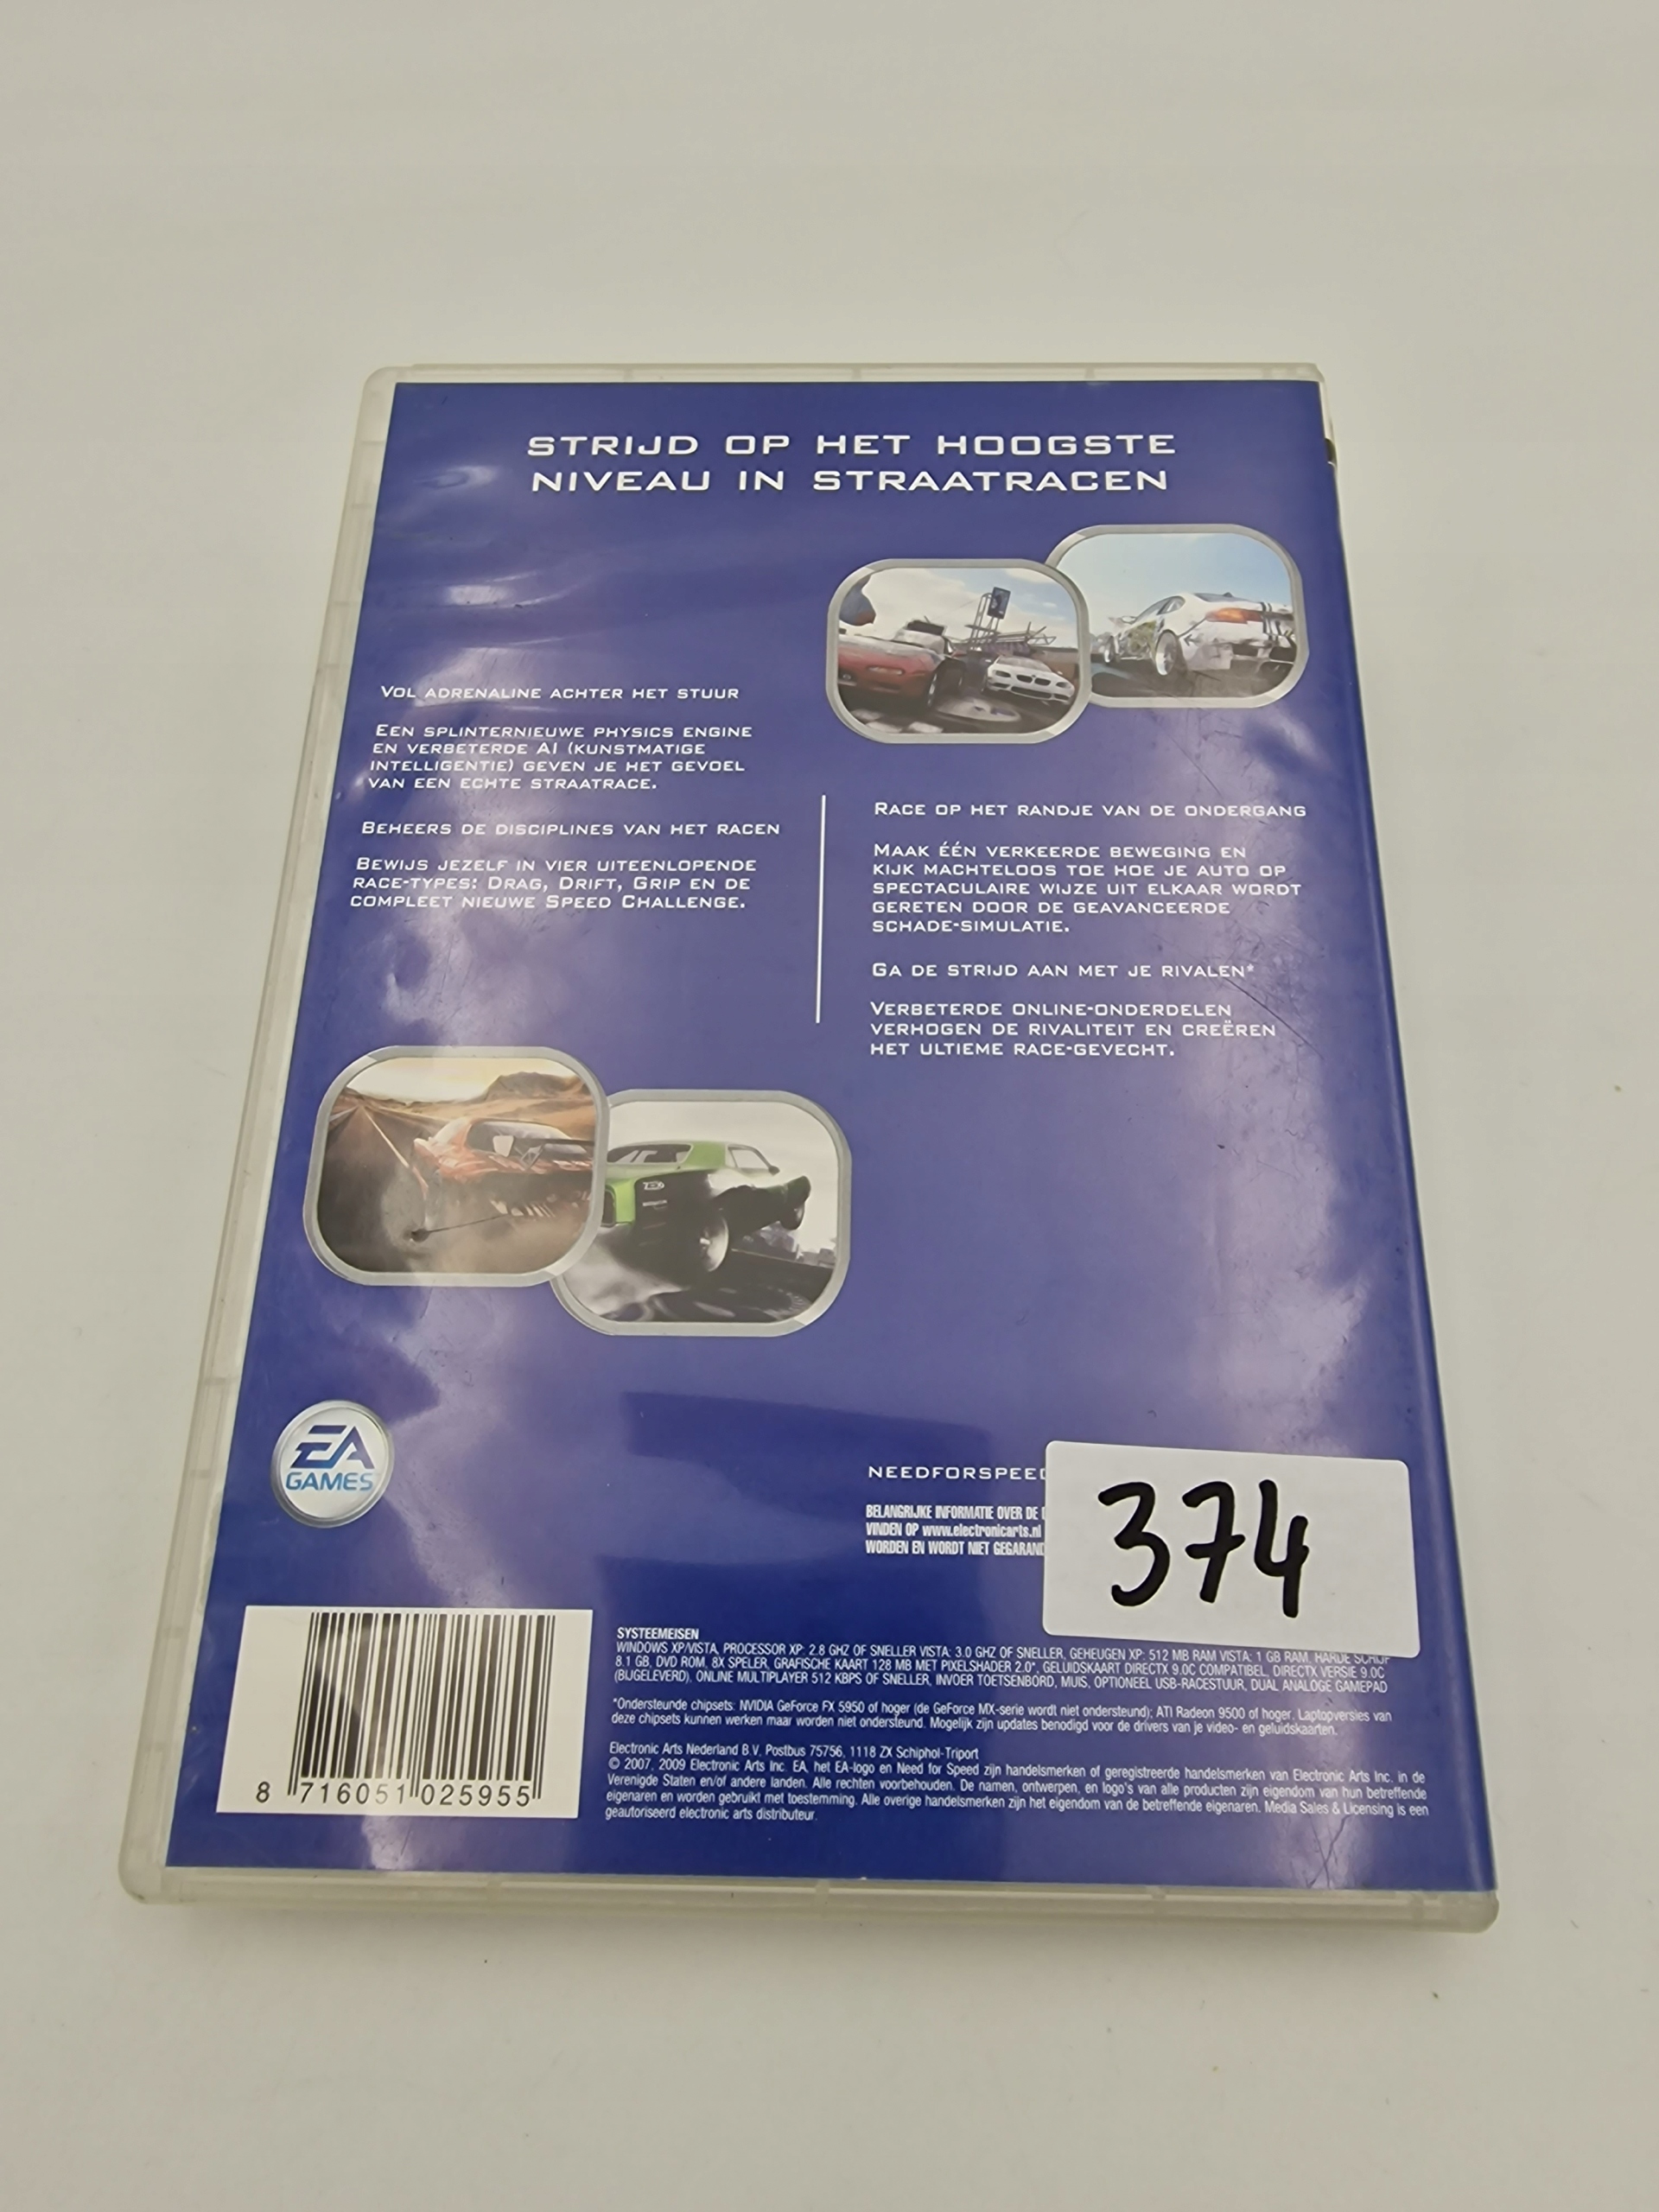 STRIJD OP HET HOOGSTE
NIVEAU IN STRAATRACEN
VOL ADRENALINE ACHTER HET STUUR
EEN SPLINTERNIEUWE PHYSICS ENGINE
EN VERBETERDE AI (KUNSTMATIGE
INTELLIGENTIE) GEVEN JE HET GEVOEL
VAN EEN ECHTE STRAATRACE.
BEHEERS DE DISCIPLINES VAN HET RACEN
BEWIJS JEZELF IN VIER UITEENLOPENDE
RACE-TYPES: DRAG, DRIFT, GRIP EN DE
COMPLEET NIEUWE SPEED CHALLENGE.
RACE OP HET RANDJE VAN DE ONDERGANG
MAAK ÉÉN VERKEERDE BEWEGING EN
KIJK MACHTELOOS TOE HOE JE AUTO OP
SPECTACULAIRE WIJZE UIT ELKAAR WORDT
GERETEN DOOR DE GEAVANCEERDE
SCHADE-SIMULATIE.
GA DE STRIJD AAN MET JE RIVALEN*
VERBETERDE ONLINE-ONDERDELEN
VERHOGEN DE RIVALITEIT EN CREËREN
HET ULTIEME RACE-GEVECHT.
EA
GAMES
NEEDFORSPEED
BELANGRIJKE INFORMATIE OVER DE
VINDEN OP www.electronicarts.nl
WORDEN EN WORDT NIET
374
SYSTEEMEISEN
WINDOWS XP/VISTA, PROCESSOR XP: 2.8 GHZ OF SNELLER VISTA: 3.0 GHZ OF SNELLER, GEHEUGEN XP: 512 MB RAM VISTA: 1 GB RAM, HARDE SCHIJF
8.1 GB, DVD ROM, 8X SPELER, GRAFISCHE KAART 128 MB MET PIXELSHADER 2.0*, GELUIDSKAART DIRECTX 9.0C COMPATIBEL, DIRECTX VERSIE 9.0C
(BIJGELEVERD), ONLINE MULTIPLAYER 512 KBPS OF SNELLER, INVOER TOETSENBORD, MUIS, OPTIONEEL USB-RACESTUUR, DUAL ANALOGE GAMEPAD
*Ondersteunde chipsets: NVIDIA GeForce FX 5950 of hoger (de GeForce MX-serie wordt niet ondersteund); ATI Radeon 9500 of hoger. Laptopversies van
deze chipsets kunnen werken maar worden niet ondersteund. Mogelijk zijn updates benodigd voor de drivers van je video- en geluidskaarten.
Electronic Arts Nederland B.V, Postbus 75756, 1118 ZX Schiphol-Triport
© 2007, 2009 Electronic Arts Inc. EA, het EA-logo en Need for Speed zijn handelsmerken of geregistreerde handelsmerken van Electronic Arts Inc. in de
Verenigde Staten en/of andere landen. Alle rechten voorbehouden. De namen, ontwerpen, en logo's van alle producten zijn eigendom van hun betreffende
eigenaren en worden gebruikt met toestemming. Alle overige handelsmerken zijn het eigendom van de betreffende eigenaren. Media Sales & Licensing is een
geautoriseerd electronic arts distributeur.
8 716051 025955